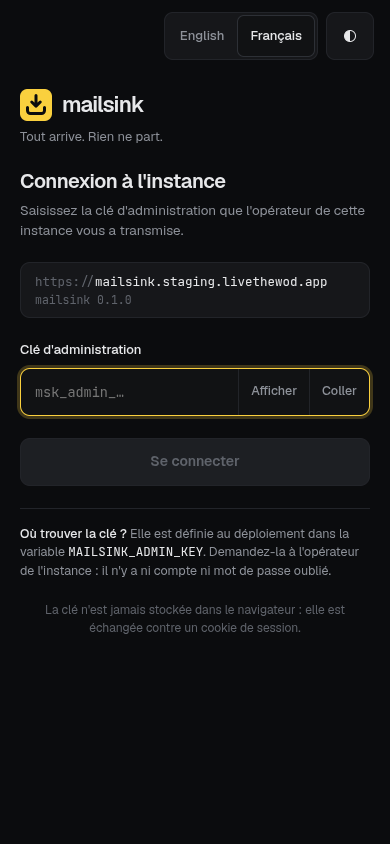 English
Français
mailsink
Tout arrive. Rien ne part.
Connexion à l'instance
Saisissez la clé d'administration que l'opérateur de cette
instance vous a transmise.
https://mailsink.staging.livethewod.app
mailsink 0.1.0
Clé d'administration
msk_admin_…
Afficher
Coller
Se connecter
Où trouver la clé ? Elle est définie au déploiement dans la
variable MAILSINK_ADMIN_KEY. Demandez-la à l'opérateur
de l'instance : il n'y a ni compte ni mot de passe oublié.
La clé n'est jamais stockée dans le navigateur : elle est
échangée contre un cookie de session.